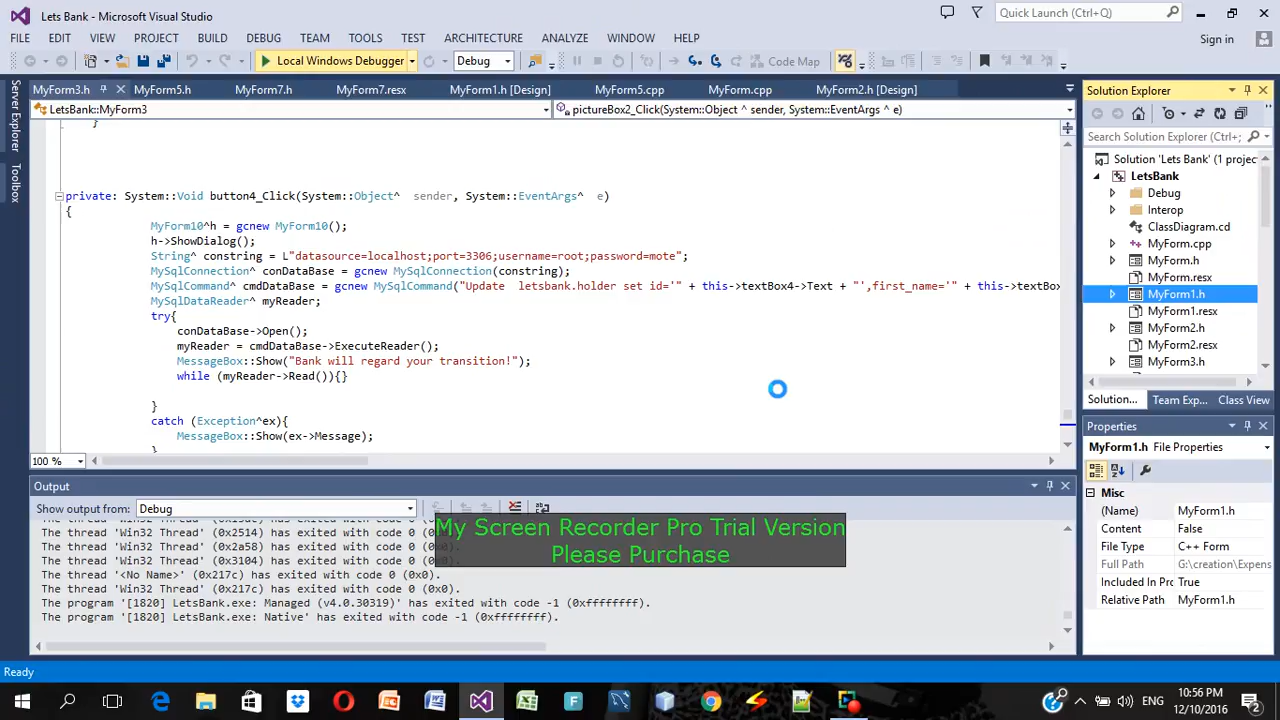 Lets Bank - Microsoft Visual Studio
Quick Launch (Ctrl+Q)
FILE EDIT VIEW PROJECT BUILD DEBUG TEAM TOOLS TEST ARCHITECTURE ANALYZE WINDOW HELP
Sign in
Local Windows Debugger
Debug
Code Map
Server Explorer
Toolbox
MyForm3.h MyForm5.h MyForm7.h MyForm7.resx MyForm1.h [Design] MyForm5.cpp MyForm.cpp MyForm2.h [Design]
LetsBank::MyForm3
pictureBox2_Click(System::Object ^ sender, System::EventArgs ^ e)
}
private: System::Void button4_Click(System::Object^ sender, System::EventArgs^ e)
{
MyForm10^h = gcnew MyForm10();
h->ShowDialog();
String^ constring = L"datasource=localhost;port=3306;username=root;password=mote";
MySqlConnection^ conDataBase = gcnew MySqlConnection(constring);
MySqlCommand^ cmdDataBase = gcnew MySqlCommand("Update letsbank.holder set id='" + this->textBox4->Text + "',first_name='" + this->textBox
MySqlDataReader^ myReader;
try{
conDataBase->Open();
myReader = cmdDataBase->ExecuteReader();
MessageBox::Show("Bank will regard your transition!");
while (myReader->Read()){}
}
catch (Exception^ex){
MessageBox::Show(ex->Message);
}
100 %
Output
Show output from: Debug
The thread 'Win32 Thread' (0x2514) has exited with code 0 (0x0).
The thread 'Win32 Thread' (0x2a58) has exited with code 0 (0x0).
The thread 'Win32 Thread' (0x3104) has exited with code 0 (0x0).
The thread '<No Name>' (0x217c) has exited with code 0 (0x0).
The thread 'Win32 Thread' (0x217c) has exited with code 0 (0x0).
The program '[1820] LetsBank.exe: Managed (v4.0.30319)' has exited with code -1 (0xffffffff).
The program '[1820] LetsBank.exe: Native' has exited with code -1 (0xffffffff).
My Screen Recorder Pro Trial Version
Please Purchase
Solution Explorer
Search Solution Explorer (Ctrl+;
Solution 'Lets Bank' (1 projec
LetsBank
Debug
Interop
ClassDiagram.cd
MyForm.cpp
MyForm.h
MyForm.resx
MyForm1.h
MyForm1.resx
MyForm2.h
MyForm2.resx
MyForm3.h
Solution... Team Exp... Class View
Properties
MyForm1.h File Properties
Misc
(Name) MyForm1.h
Content False
File Type C++ Form
Full Path G:\creation\Expens
Included In Pro True
Relative Path MyForm1.h
Ready
ENG
10:56 PM
12/10/2016
2